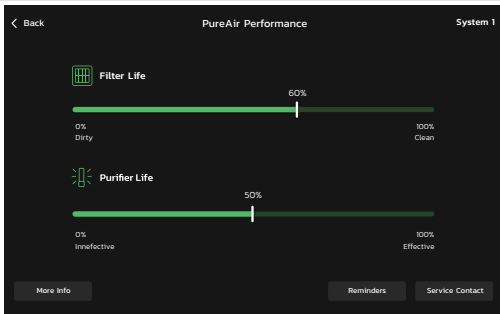 Back
PureAir Performance
System 1
Filter Life
60%
0%
100%
Dirty
Clean
Purifier Life
50%
0%
100%
Innefective
Effective
More Info
Reminders
Service Contact